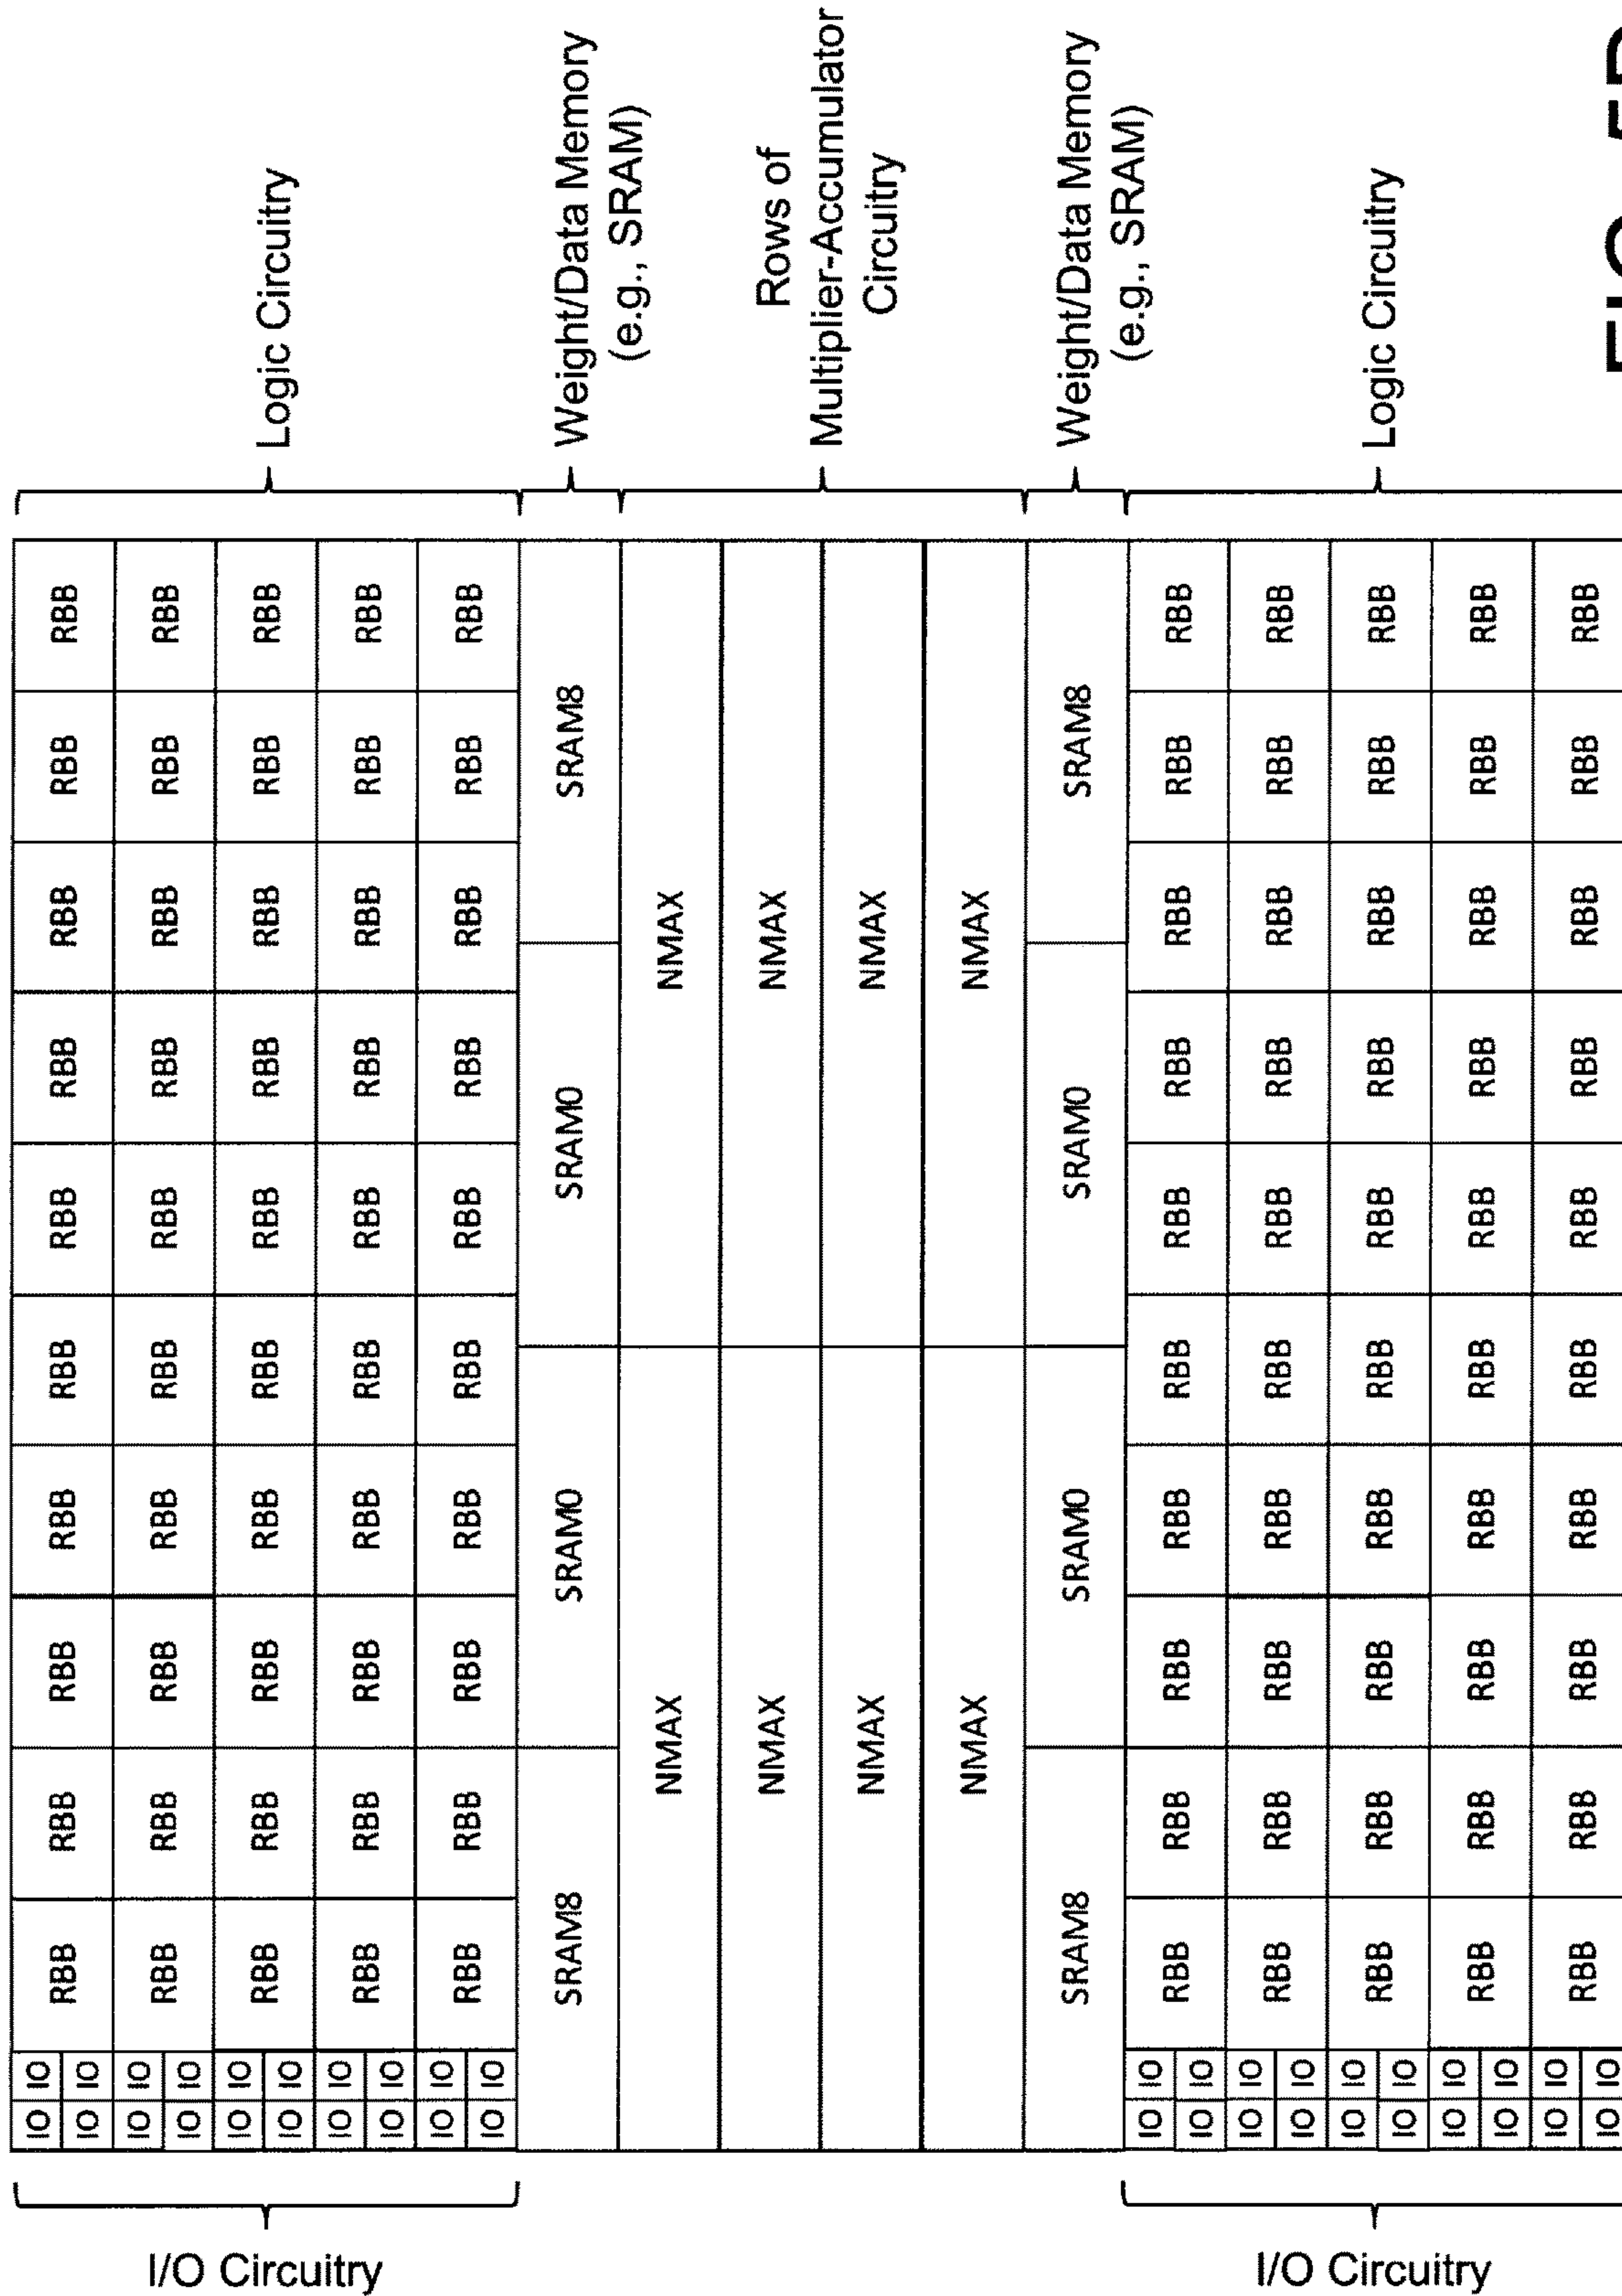 IO IO RBB RBB RBB RBB RBB RBB RBB RBB RBB RBB
IO IO
IO IO RBB RBB RBB RBB RBB RBB RBB RBB RBB RBB
IO IO
I/O Circuitry
IO IO RBB RBB RBB RBB RBB RBB RBB RBB RBB RBB
Logic Circuitry
IO IO
IO IO RBB RBB RBB RBB RBB RBB RBB RBB RBB RBB
IO IO
IO IO RBB RBB RBB RBB RBB RBB RBB RBB RBB RBB
IO IO
SRAM8 SRAM0 SRAM0 SRAM8
Weight/Data Memory
(e.g., SRAM)
NMAX NMAX
NMAX NMAX
Rows of
Multiplier-Accumulator
Circuitry
NMAX NMAX
NMAX NMAX
SRAM8 SRAM0 SRAM0 SRAM8
Weight/Data Memory
(e.g., SRAM)
IO IO RBB RBB RBB RBB RBB RBB RBB RBB RBB RBB
IO IO
IO IO RBB RBB RBB RBB RBB RBB RBB RBB RBB RBB
IO IO
I/O Circuitry
IO IO RBB RBB RBB RBB RBB RBB RBB RBB RBB RBB
Logic Circuitry
IO IO
IO IO RBB RBB RBB RBB RBB RBB RBB RBB RBB RBB
IO IO
IO IO RBB RBB RBB RBB RBB RBB RBB RBB RBB RBB
IO IO